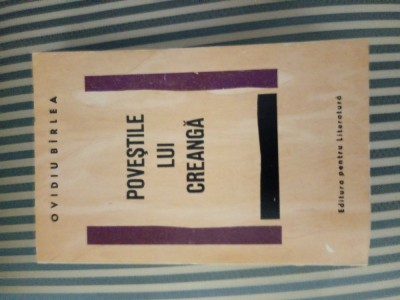 OVIDIU BÎRLEA
POVEȘTILE
LUI
CREANGĂ
Editura pentru Literatură